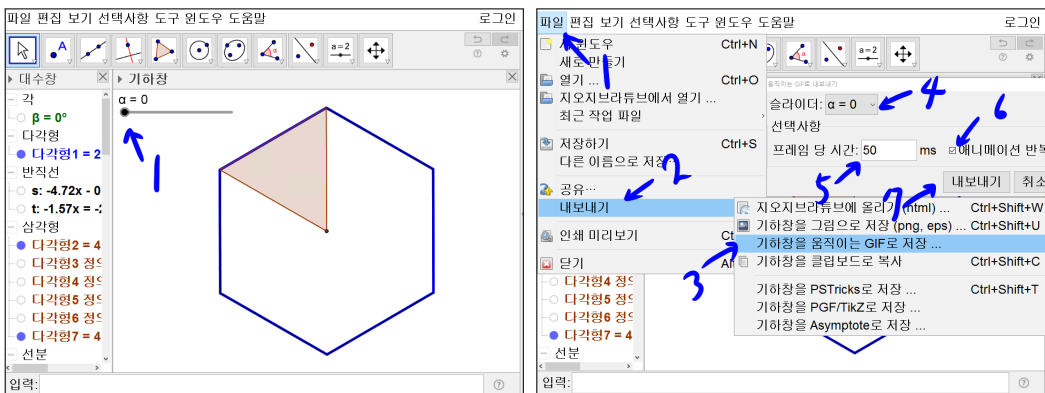 파일 편집 보기 선택사항 도구 윈도우 도움말 로그인
A
a=2
대수창
기하창
각
β = 0°
다각형
다각형1 = 2
반직선
s: -4.72x - 0
t: -1.57x = -
삼각형
다각형2 = 4
다각형3 정의
다각형4 정의
다각형5 정의
다각형6 정의
다각형7 = 4
선분
입력:
α = 0
1
파일 편집 보기 선택사항 도구 윈도우 도움말 로그인
새 윈도우 Ctrl+N
새로 만들기
열기 ... Ctrl+O
지오지브라튜브에서 열기 ...
최근 작업 파일
저장하기 Ctrl+S
다른 이름으로 저장
공유...
내보내기
인쇄 미리보기
닫기
1
2
a=2
움직이는 GIF로 내보내기
슬라이더: α = 0
선택사항
프레임 당 시간: 50 ms 애니메이션 반복
내보내기 취소
4
6
5
7
지오지브라튜브에 올리기 (html) ... Ctrl+Shift+W
기하창을 그림으로 저장 (png, eps) ... Ctrl+Shift+U
기하창을 움직이는 GIF로 저장 ...
기하창을 클립보드로 복사 Ctrl+Shift+C
기하창을 PSTricks로 저장 ... Ctrl+Shift+T
기하창을 PGF/TikZ로 저장 ...
기하창을 Asymptote로 저장 ...
3
다각형4 정의
다각형5 정의
다각형6 정의
다각형7 = 4
선분
입력: